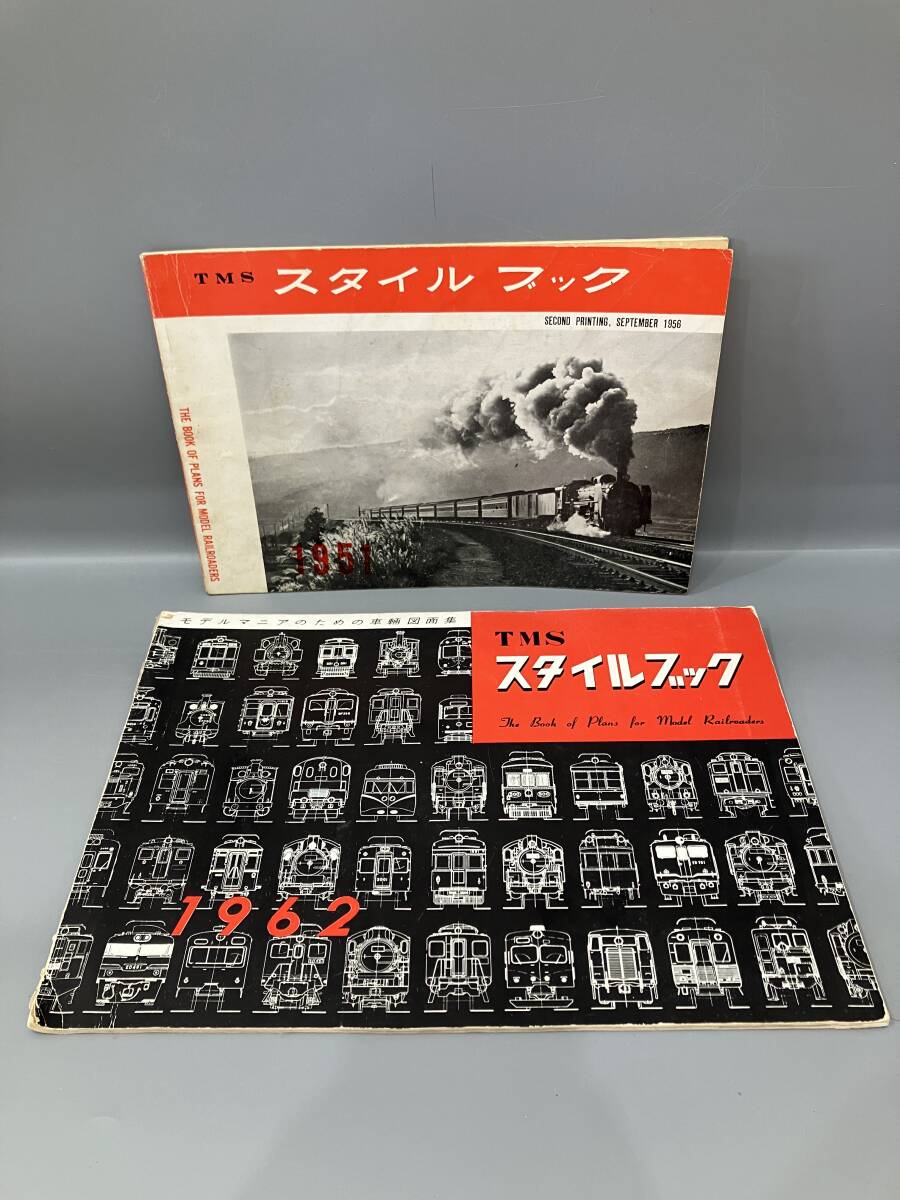 TMS スタイル ブック
SECOND PRINTING, SEPTEMBER 1956
THE BOOK OF PLANS FOR MODEL RAILROADERS
1951
モデルマニアのための車輛図面集
TMS
スタイルブック
The Book of Plans for Model Railroaders
1962